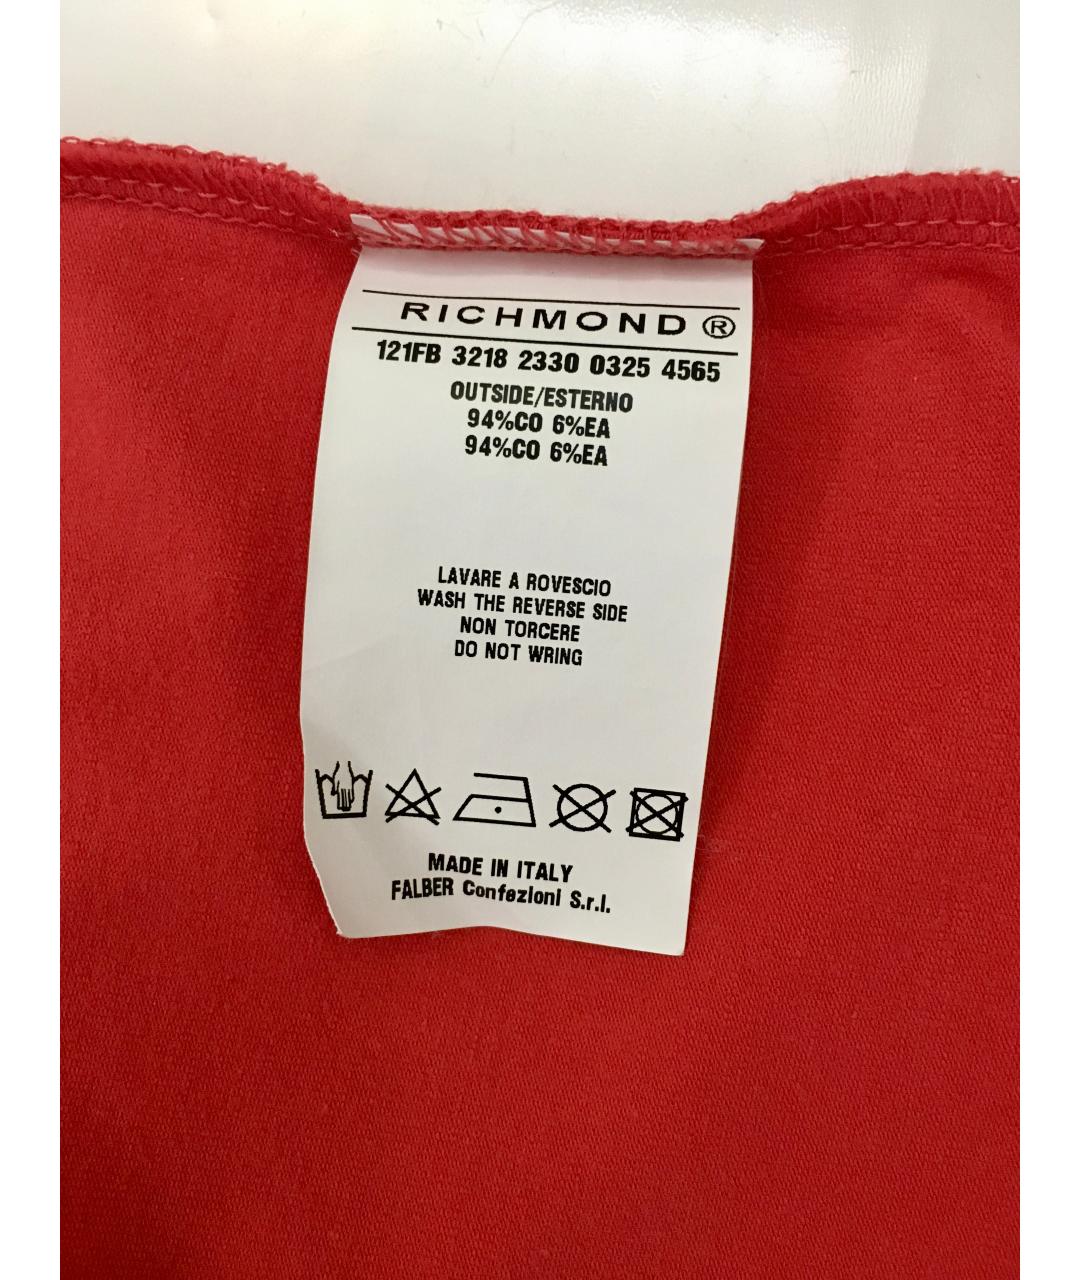 RICHMOND ®
121FB 3218 2330 0325 4565
OUTSIDE/ESTERNO
94%CO 6%EA
94%CO 6%EA
LAVARE A ROVESCIO
WASH THE REVERSE SIDE
NON TORCERE
DO NOT WRING
MADE IN ITALY
FALBER Confezioni S.r.l.